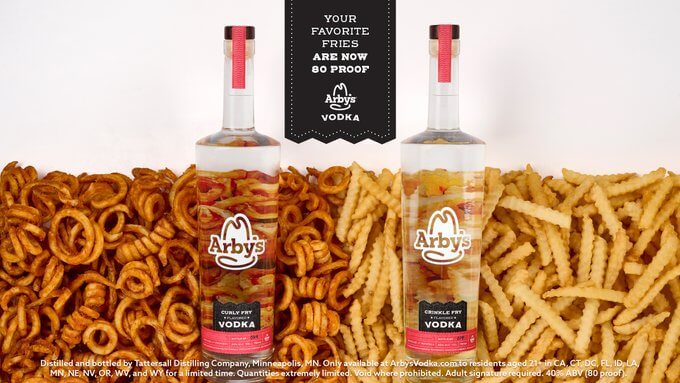 YOUR
FAVORITE
FRIES
ARE NOW
80 PROOF
Arby's
VODKA
Arby's
CURLY FRY
FLAVORED
VODKA
Arby's
CRINKLE FRY
FLAVORED
VODKA
Distilled and bottled by Tattersall Distilling Company, Minneapolis, MN. Only available at ArbysVodka.com to residents aged 21+ in CA, CT, DC, FL, ID, LA,
MN, NE, NV, OR, WV, and WY for a limited time. Quantities extremely limited. Void where prohibited. Adult signature required. 40% ABV (80 proof).